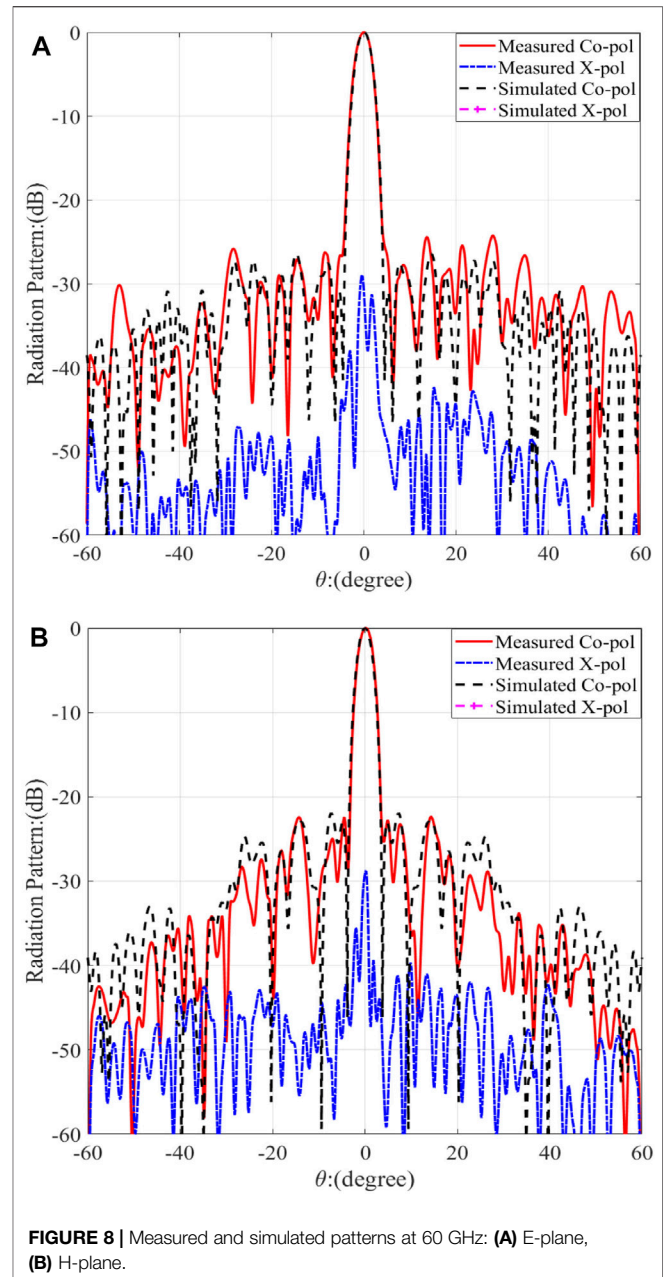 A
Radiation Pattern:(dB)
0
-10
-20
-30
-40
-50
-60
Measured Co-pol
Measured X-pol
Simulated Co-pol
Simulated X-pol
-60 -40 -20 0 20 40 60
θ:(degree)
B
Radiation Pattern:(dB)
0
-10
-20
-30
-40
-50
-60
Measured Co-pol
Measured X-pol
Simulated Co-pol
Simulated X-pol
-60 -40 -20 0 20 40 60
θ:(degree)
FIGURE 8 | Measured and simulated patterns at 60 GHz: (A) E-plane,
(B) H-plane.